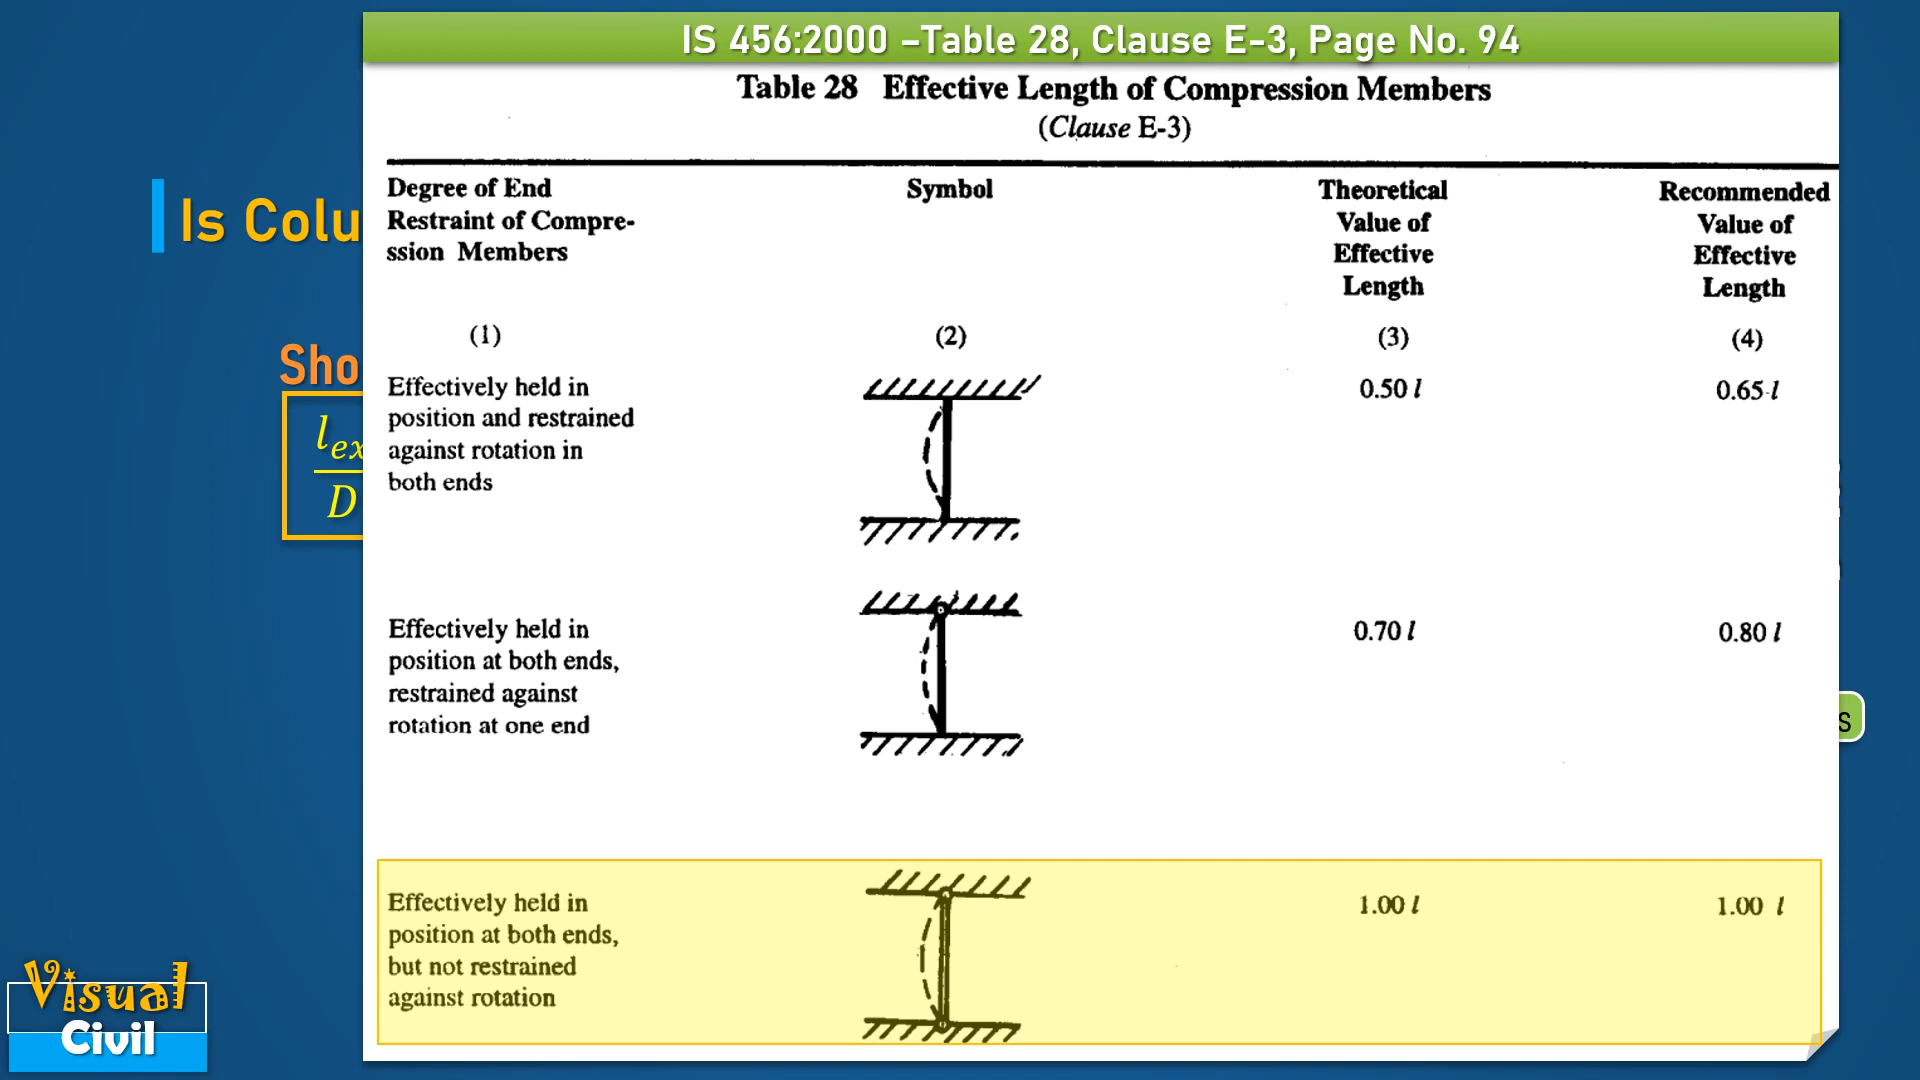 IS 456:2000 –Table 28, Clause E-3, Page No. 94
Table 28 Effective Length of Compression Members
(Clause E-3)
Is Colu
Sho
l_ex
D
Degree of End
Restraint of Compre-
ssion Members
Symbol
Theoretical
Value of
Effective
Length
Recommended
Value of
Effective
Length
(1) (2) (3) (4)
Effectively held in
position and restrained
against rotation in
both ends
0.50 l 0.65 l
Effectively held in
position at both ends,
restrained against
rotation at one end
0.70 l 0.80 l
s
Effectively held in
position at both ends,
but not restrained
against rotation
1.00 l 1.00 l
Visual
Civil